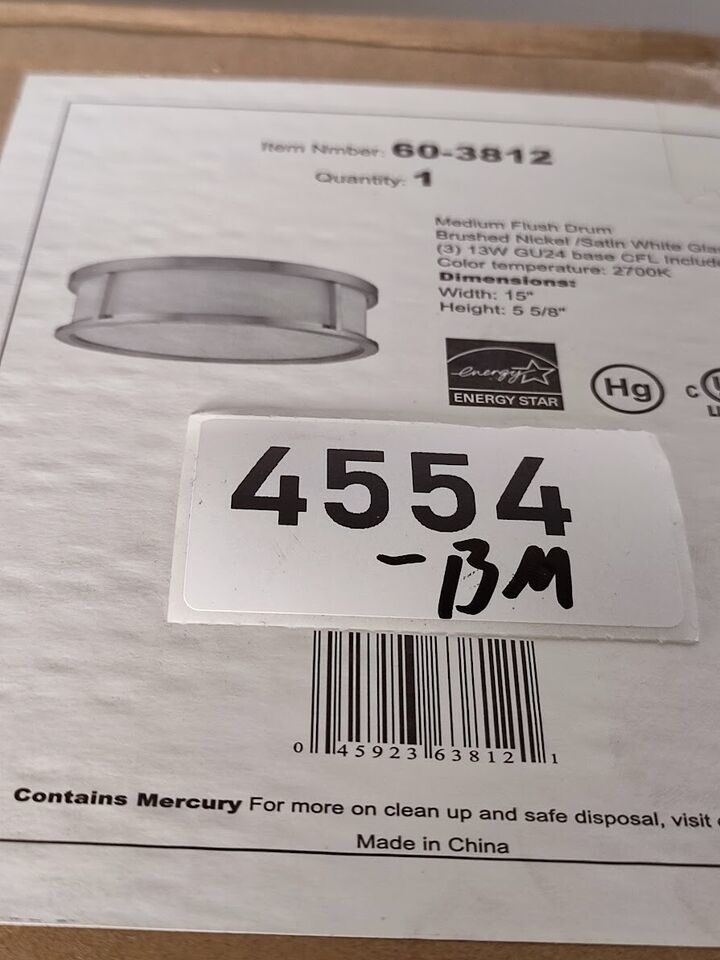 Item Nmber: 60-3812
Quantity: 1
Medium Flush Drum
Brushed Nickel /Satin White
(3) 13W GU24 base CFL
Color temperature: 2700K
Dimensions:
Width: 15"
Height: 5 5/8"
energy
ENERGY STAR
Hg
C
4554
-BM
0 45923 63812 1
Contains Mercury For more on clean up and safe disposal, visit
Made in China